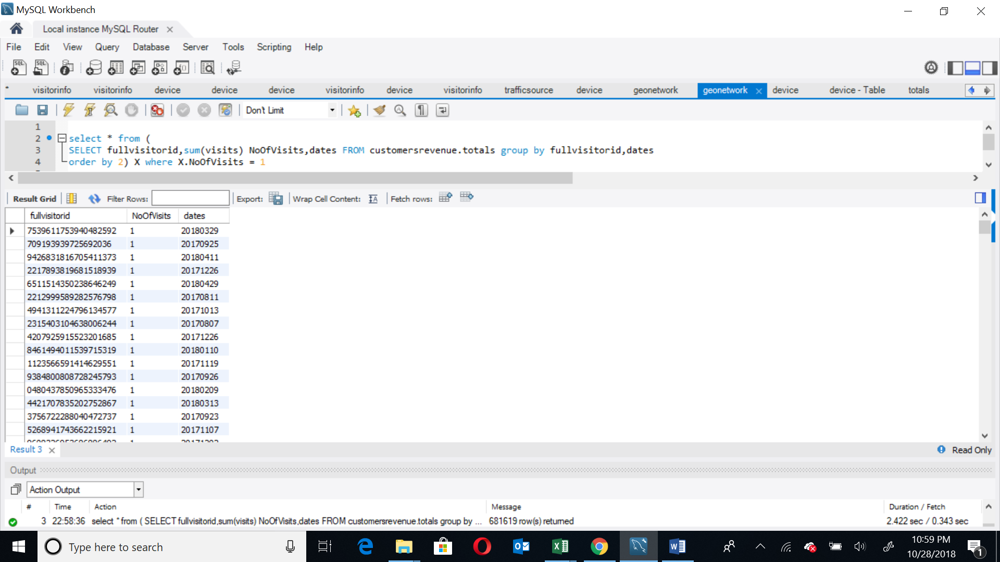 MySQL Workbench
Local instance MySQL Router
File Edit View Query Database Server Tools Scripting Help
visitorinfo visitorinfo device device device visitorinfo device visitorinfo trafficsource device geonetwork geonetwork device device - Table totals
Don't Limit
1
2 select * from (
3 SELECT fullvisitorid,sum(visits) NoOfVisits,dates FROM customersrevenue.totals group by fullvisitorid,dates
4 order by 2) X where X.NoOfVisits = 1
Result Grid Filter Rows: Export: Wrap Cell Content: Fetch rows:
fullvisitorid NoOfVisits dates
7539611753940482592 1 20180329
709193939725692036 1 20170925
9426831816705411373 1 20180411
2217893819681518939 1 20171226
6511514350238646249 1 20180429
2212999589282576798 1 20170811
4941311224796134577 1 20171013
2315403104638006244 1 20170807
4207925915523201685 1 20171226
8461494011539715319 1 20180110
1123566591414629551 1 20171119
9384800808728245793 1 20170926
0480437850965333476 1 20180209
4421707835202752867 1 20180313
3756722288040472737 1 20170923
5268941743662215921 1 20171107
Result 3 Read Only
Output
Action Output
# Time Action Message Duration / Fetch
3 22:58:36 select * from ( SELECT fullvisitorid,sum(visits) NoOfVisits,dates FROM customersrevenue.totals group by ... 681619 row(s) returned 2.422 sec / 0.343 sec
Type here to search
10:59 PM
10/28/2018
1